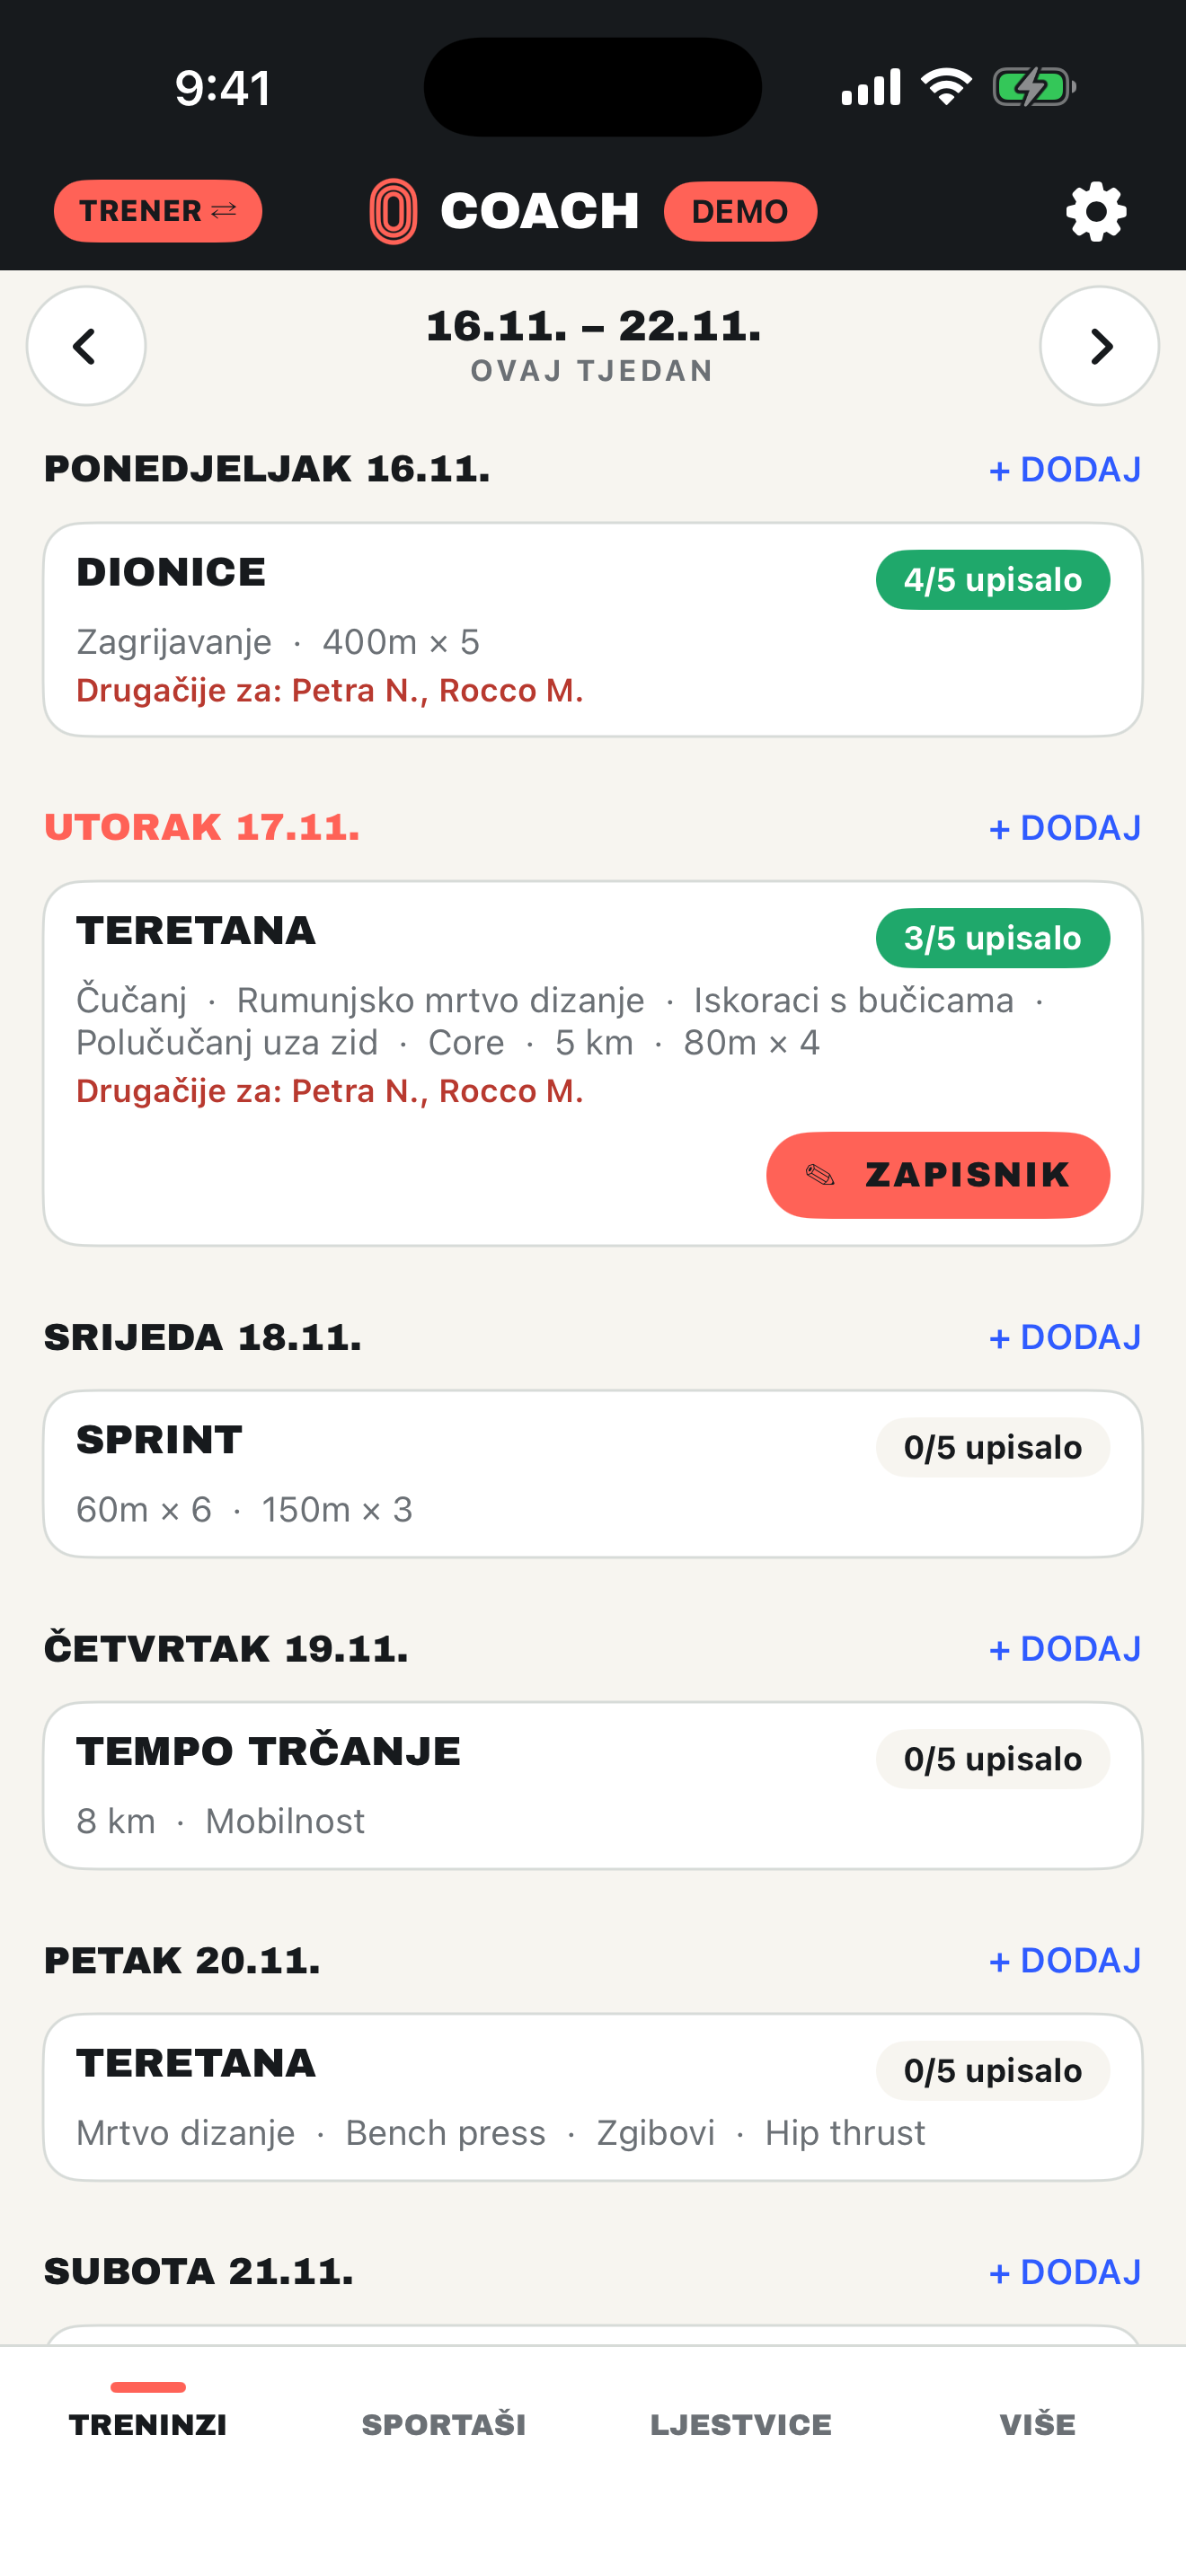 9:41
TRENER ⇄ COACH DEMO
16.11. – 22.11.
OVAJ TJEDAN
PONEDJELJAK 16.11. + DODAJ
DIONICE 4/5 upisalo
Zagrijavanje · 400m × 5
Drugačije za: Petra N., Rocco M.
UTORAK 17.11. + DODAJ
TERETANA 3/5 upisalo
Čučanj · Rumunjsko mrtvo dizanje · Iskoraci s bučicama ·
Polučučanj uza zid · Core · 5 km · 80m × 4
Drugačije za: Petra N., Rocco M.
✎ ZAPISNIK
SRIJEDA 18.11. + DODAJ
SPRINT 0/5 upisalo
60m × 6 · 150m × 3
ČETVRTAK 19.11. + DODAJ
TEMPO TRČANJE 0/5 upisalo
8 km · Mobilnost
PETAK 20.11. + DODAJ
TERETANA 0/5 upisalo
Mrtvo dizanje · Bench press · Zgibovi · Hip thrust
SUBOTA 21.11. + DODAJ
TRENINZI SPORTAŠI LJESTVICE VIŠE